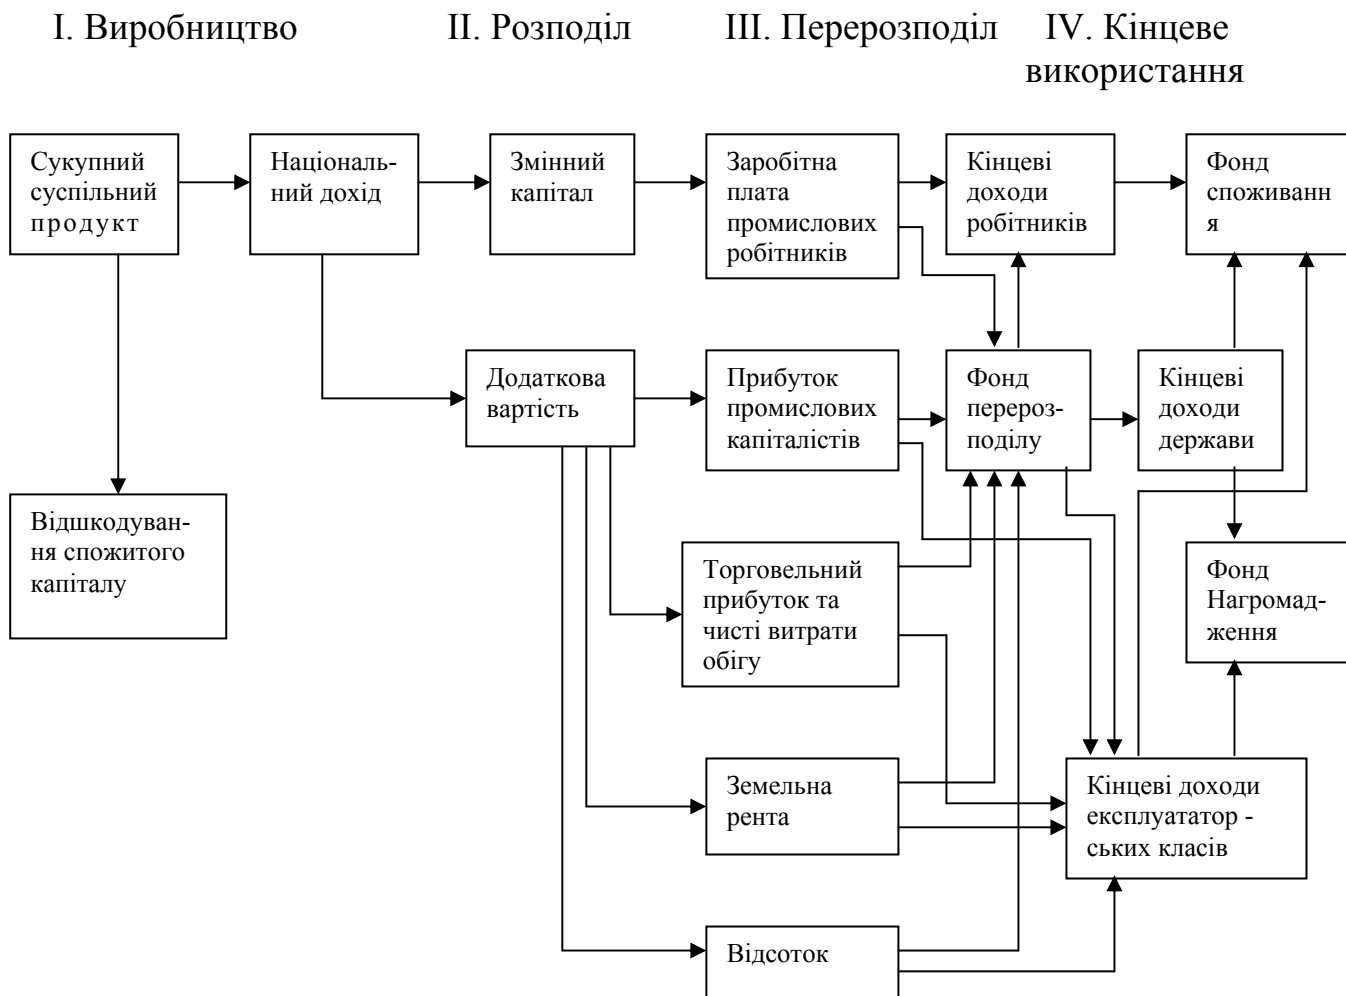 I. Виробництво
II. Розподіл
III. Перерозподіл
IV. Кінцеве
використання
Сукупний
суспільний
продукт
Національ-
ний дохід
Змінний
капітал
Заробітна
плата
промислових
робітників
Кінцеві
доходи
робітників
Фонд
споживанн
я
Додаткова
вартість
Прибуток
промислових
капіталістів
Фонд
перероз-
поділу
Кінцеві
доходи
держави
Відшкодуван-
ня спожитого
капіталу
Торговельний
прибуток та
чисті витрати
обігу
Фонд
Нагромад-
ження
Земельна
рента
Кінцеві доходи
експлуататор -
ських класів
Відсоток